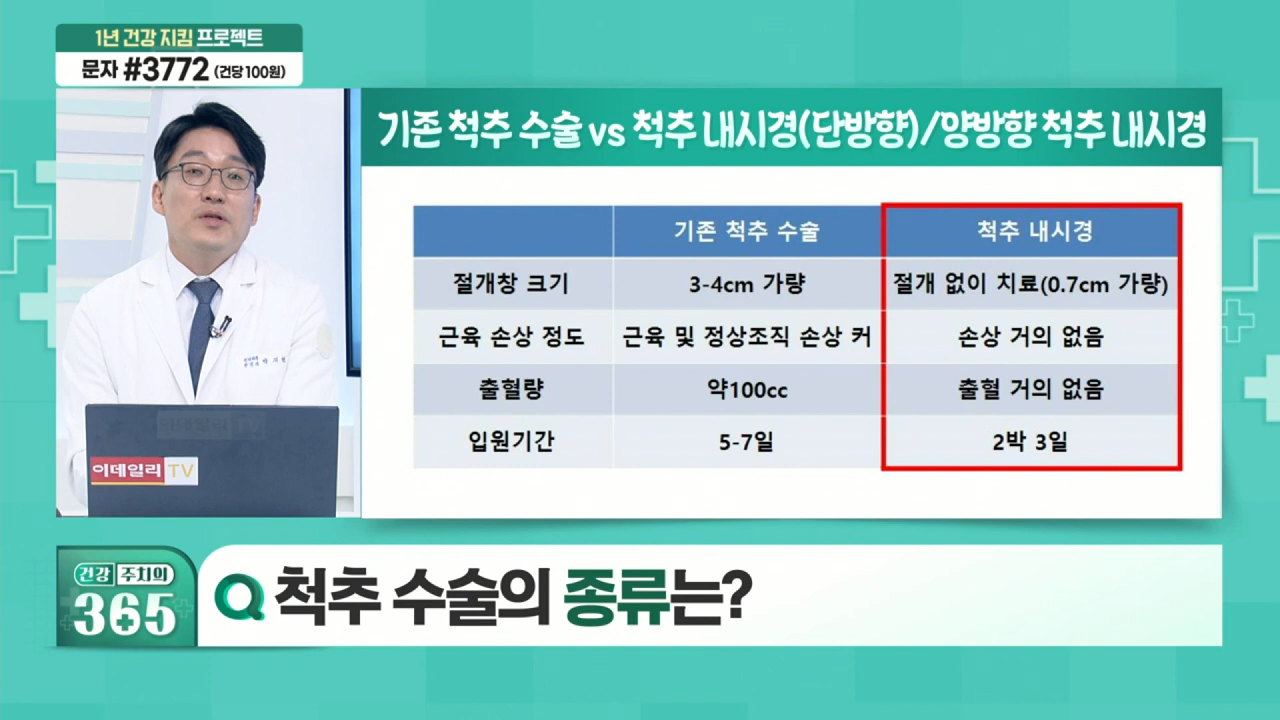 1년 건강 지킴 프로젝트
문자 #3772 (건당 100원)
기존 척추 수술 vs 척추 내시경(단방향)/양방향 척추 내시경
기존 척추 수술 척추 내시경
절개창 크기 3-4cm 가량 절개 없이 치료(0.7cm 가량)
근육 손상 정도 근육 및 정상조직 손상 커 손상 거의 없음
출혈량 약100cc 출혈 거의 없음
입원기간 5-7일 2박 3일
이데일리 TV
이데일리 TV
건강 주치의
365
Q 척추 수술의 종류는?